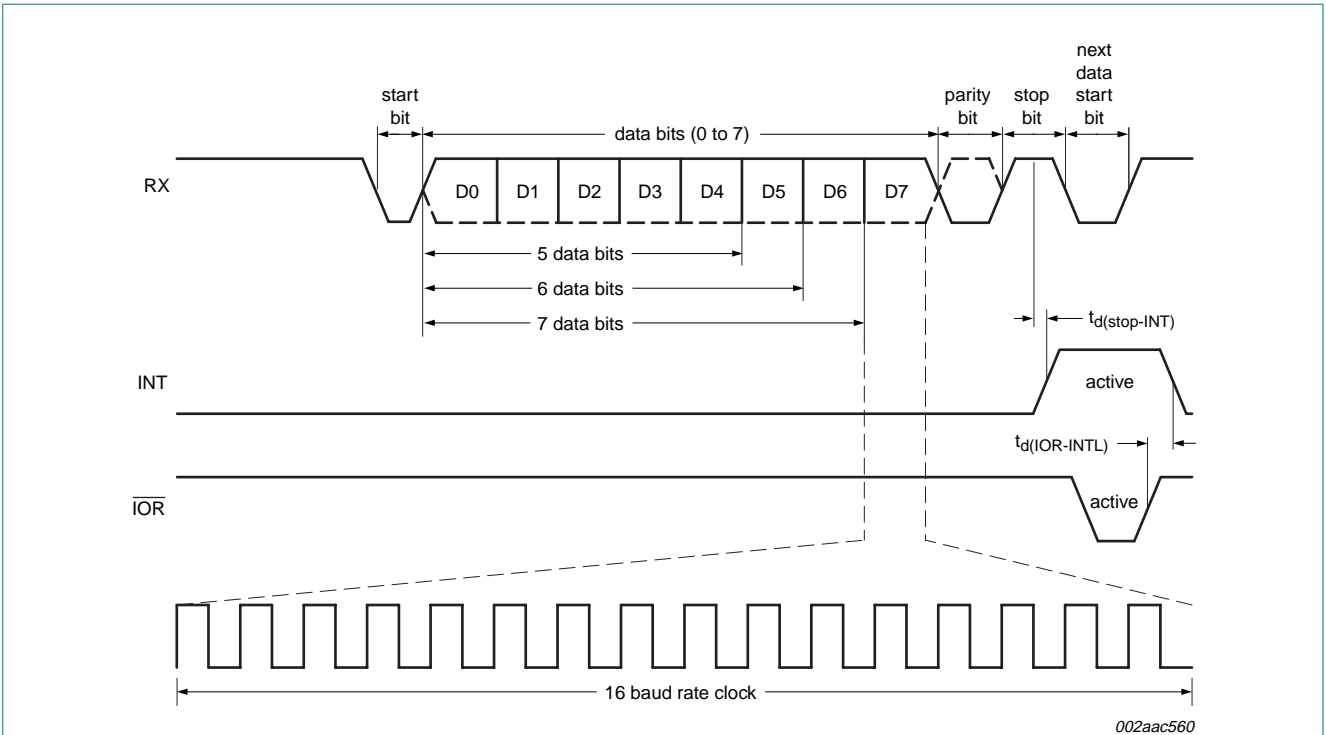 start
bit
data bits (0 to 7)
parity
bit
stop
bit
next
data
start
bit
RX
D0 D1 D2 D3 D4 D5 D6 D7
5 data bits
6 data bits
7 data bits
td(stop-INT)
INT
active
td(IOR-INTL)
IOR
active
16 baud rate clock
002aac560